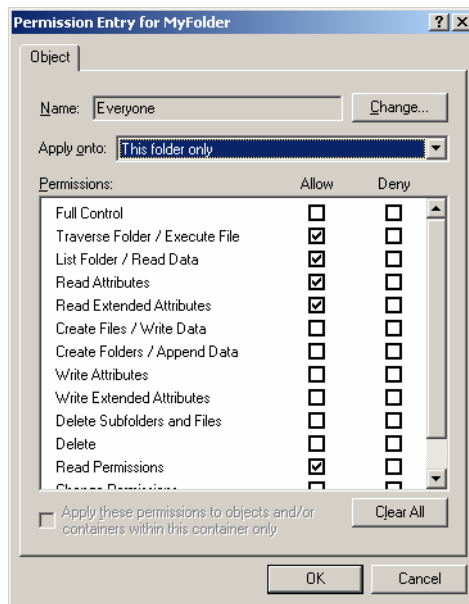 Permission Entry for MyFolder
Object
Name: Everyone Change...
Apply onto: This folder only
Permissions: Allow Deny
Full Control
Traverse Folder / Execute File
List Folder / Read Data
Read Attributes
Read Extended Attributes
Create Files / Write Data
Create Folders / Append Data
Write Attributes
Write Extended Attributes
Delete Subfolders and Files
Delete
Read Permissions
Change Permissions
Apply these permissions to objects and/or
containers within this container only
Clear All
OK Cancel